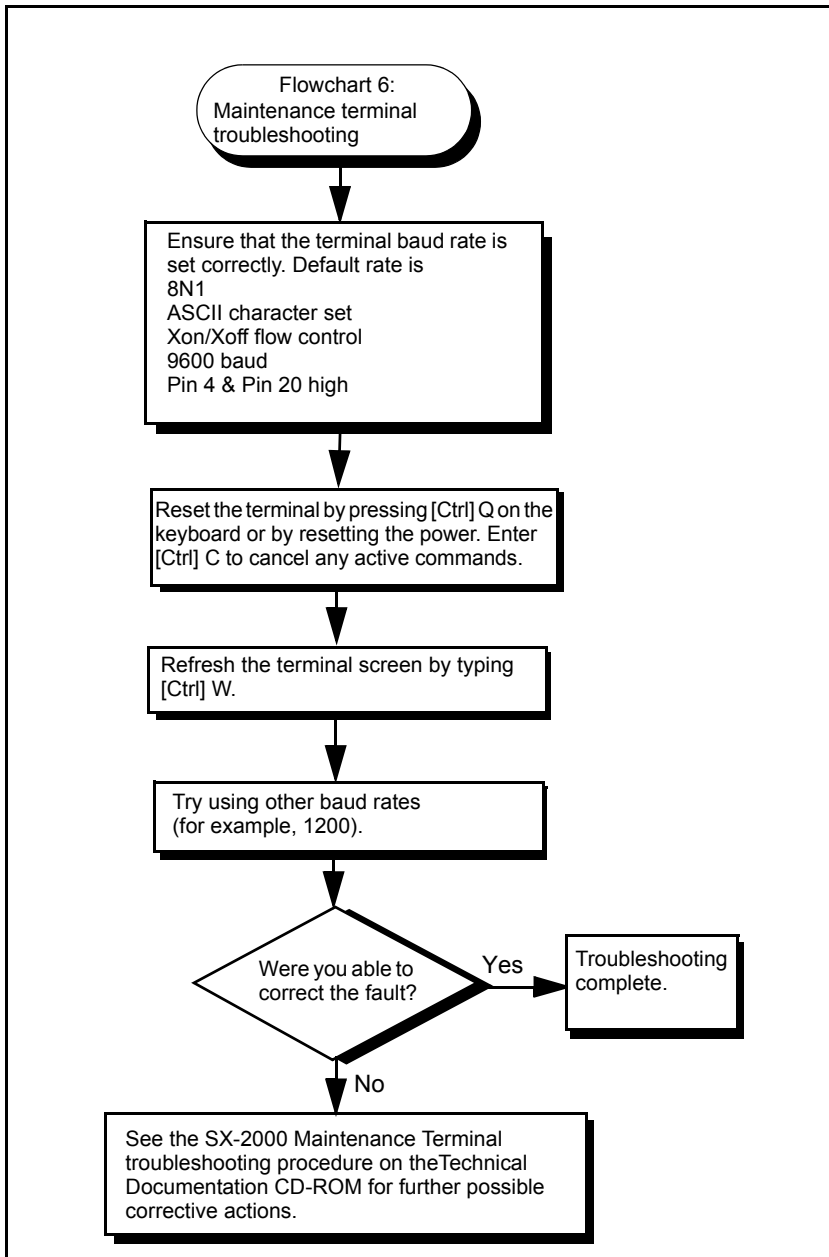 Flowchart 6:
Maintenance terminal
troubleshooting
Ensure that the terminal baud rate is
set correctly. Default rate is
8N1
ASCII character set
Xon/Xoff flow control
9600 baud
Pin 4 & Pin 20 high
Reset the terminal by pressing [Ctrl] Q on the
keyboard or by resetting the power. Enter
[Ctrl] C to cancel any active commands.
Refresh the terminal screen by typing
[Ctrl] W.
Try using other baud rates
(for example, 1200).
Were you able to
correct the fault?
Yes
Troubleshooting
complete.
No
See the SX-2000 Maintenance Terminal
troubleshooting procedure on theTechnical
Documentation CD-ROM for further possible
corrective actions.